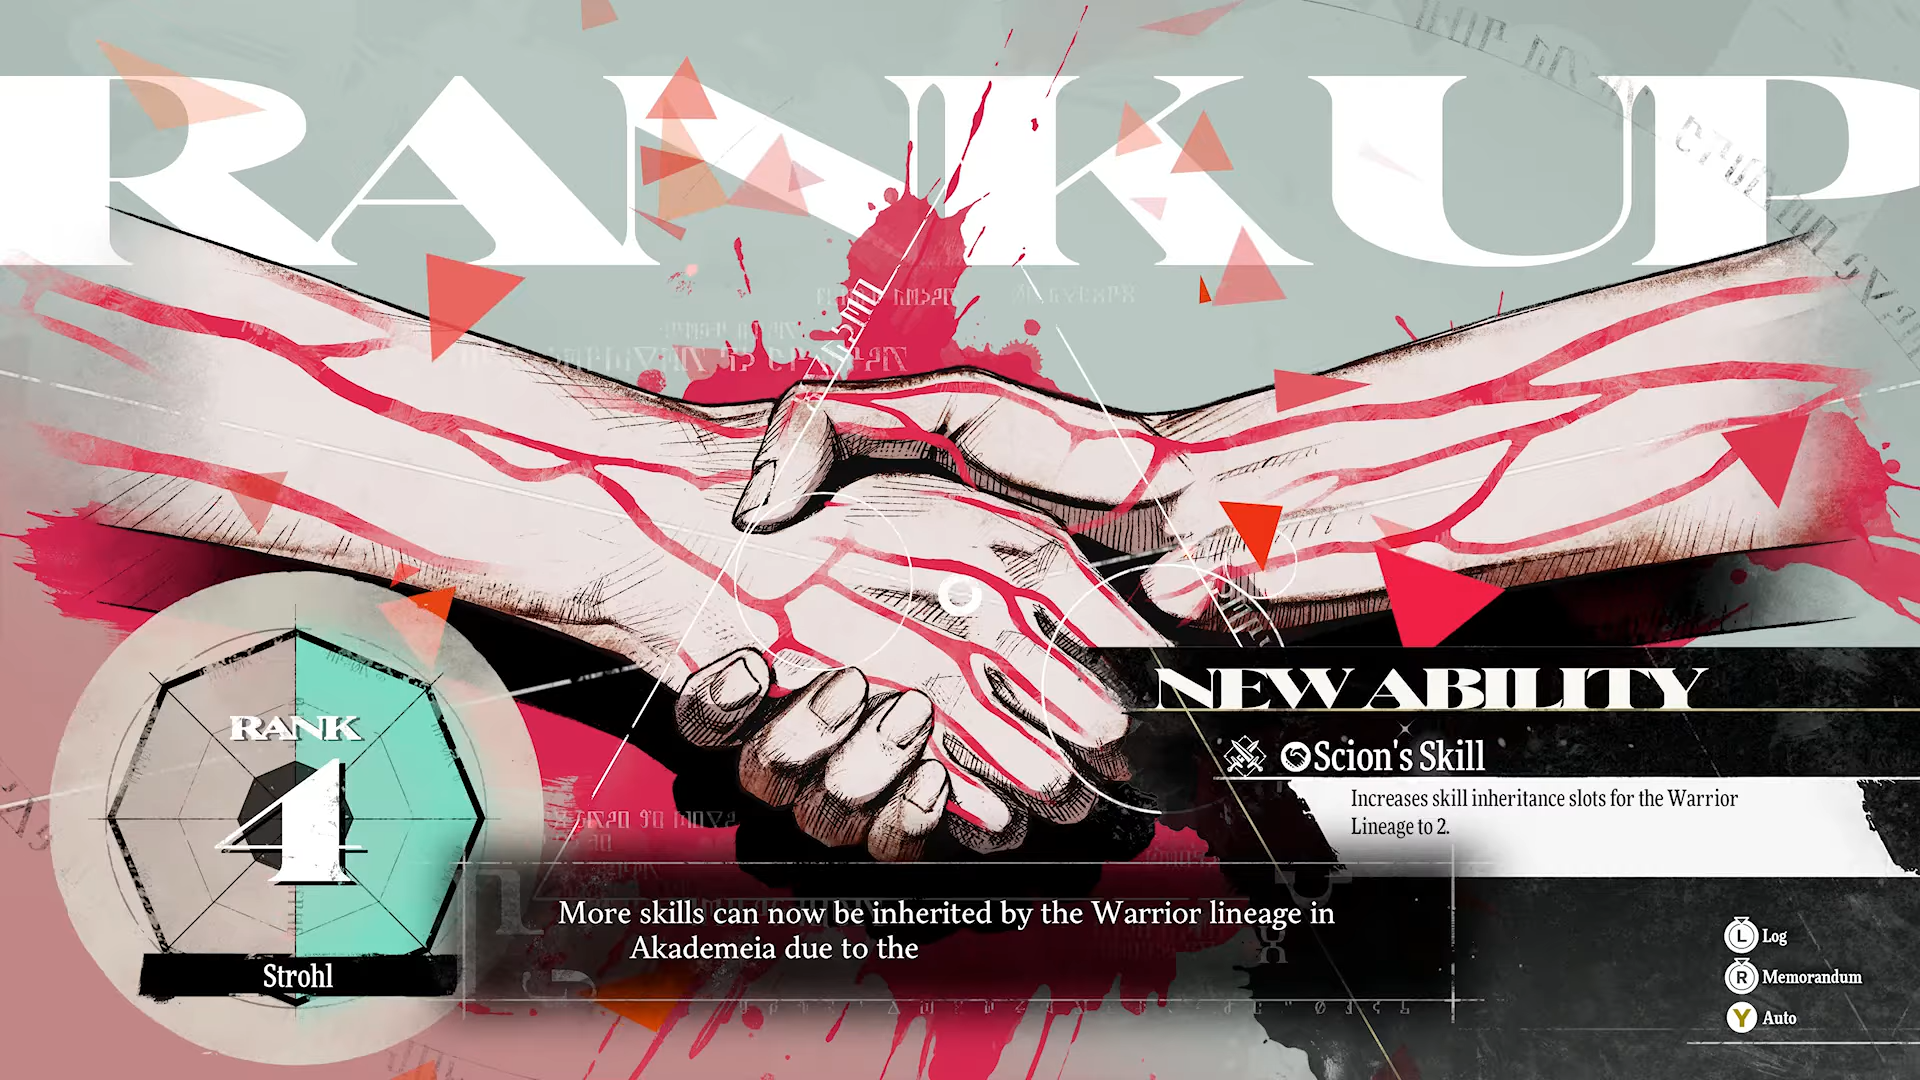 RANK UP
NEW ABILITY
Scion's Skill
Increases skill inheritance slots for the Warrior
Lineage to 2.
RANK
4
Strohl
More skills can now be inherited by the Warrior lineage in
Akademeia due to the
L Log
R Memorandum
Y Auto